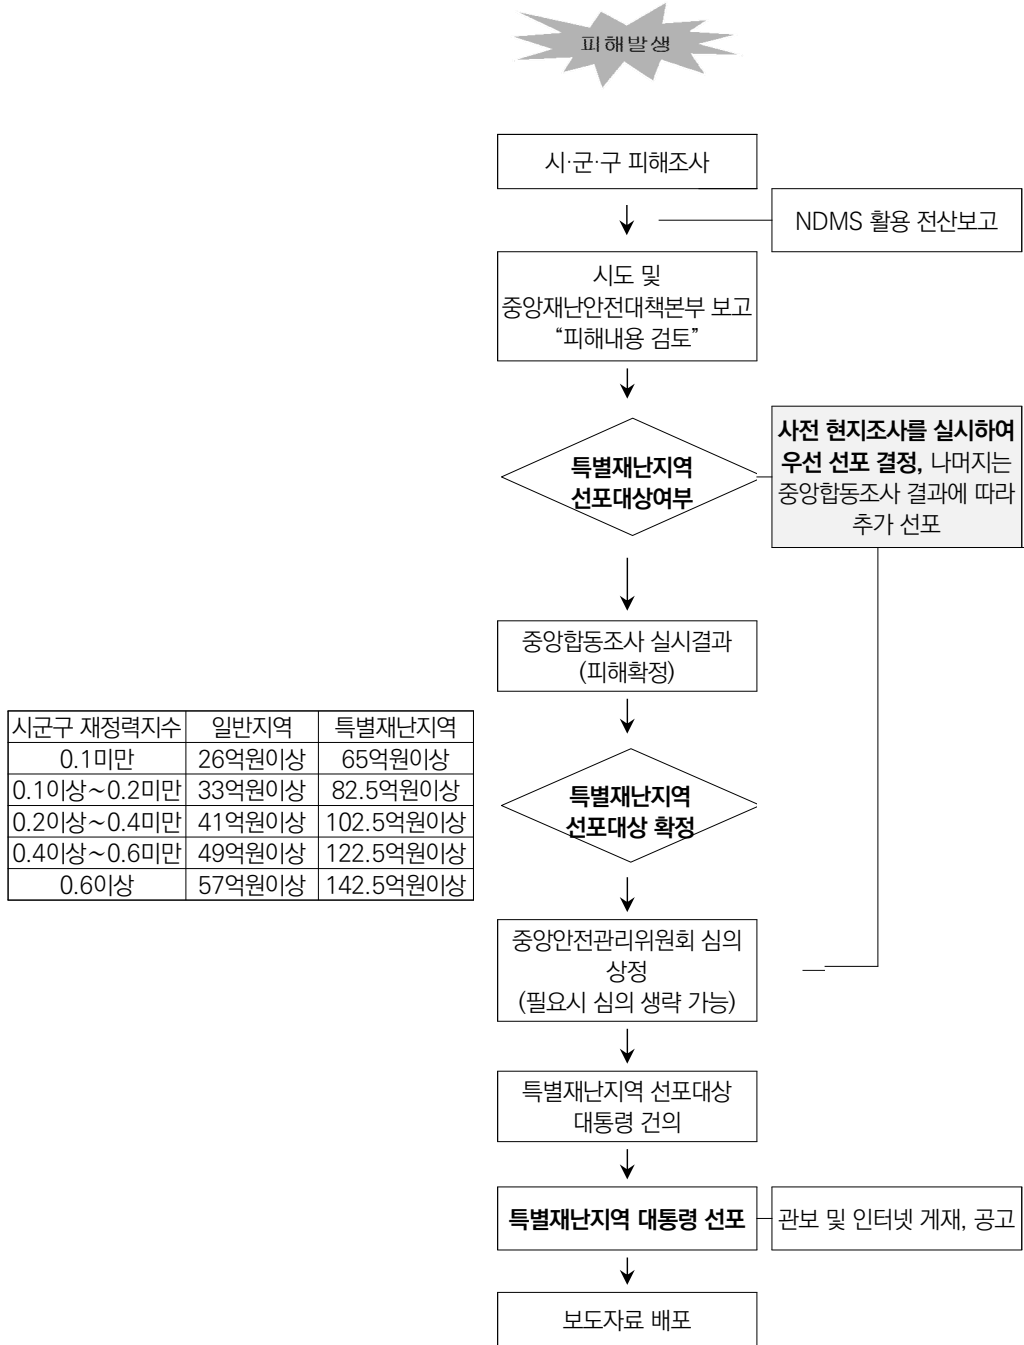 피해발생
시·군·구 피해조사
NDMS 활용 전산보고
시도 및
중앙재난안전대책본부 보고
“피해내용 검토”
특별재난지역
선포대상여부
사전 현지조사를 실시하여
우선 선포 결정, 나머지는
중앙합동조사 결과에 따라
추가 선포
중앙합동조사 실시결과
(피해확정)
시군구 재정력지수 일반지역 특별재난지역
0.1미만 26억원이상 65억원이상
0.1이상~0.2미만 33억원이상 82.5억원이상
0.2이상~0.4미만 41억원이상 102.5억원이상
0.4이상~0.6미만 49억원이상 122.5억원이상
0.6이상 57억원이상 142.5억원이상
특별재난지역
선포대상 확정
중앙안전관리위원회 심의
상정
(필요시 심의 생략 가능)
특별재난지역 선포대상
대통령 건의
특별재난지역 대통령 선포
관보 및 인터넷 게재, 공고
보도자료 배포